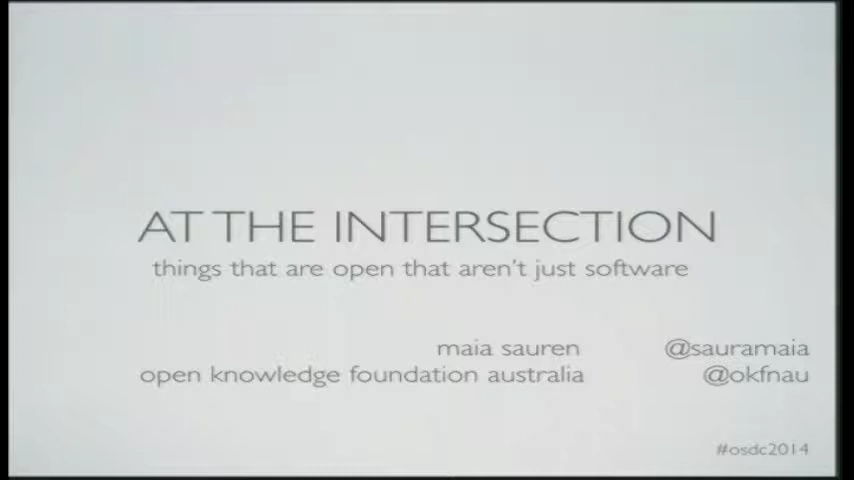 AT THE INTERSECTION
things that are open that aren't just software
maia sauren @sauramaia
open knowledge foundation australia @okfnau
#osdc2014